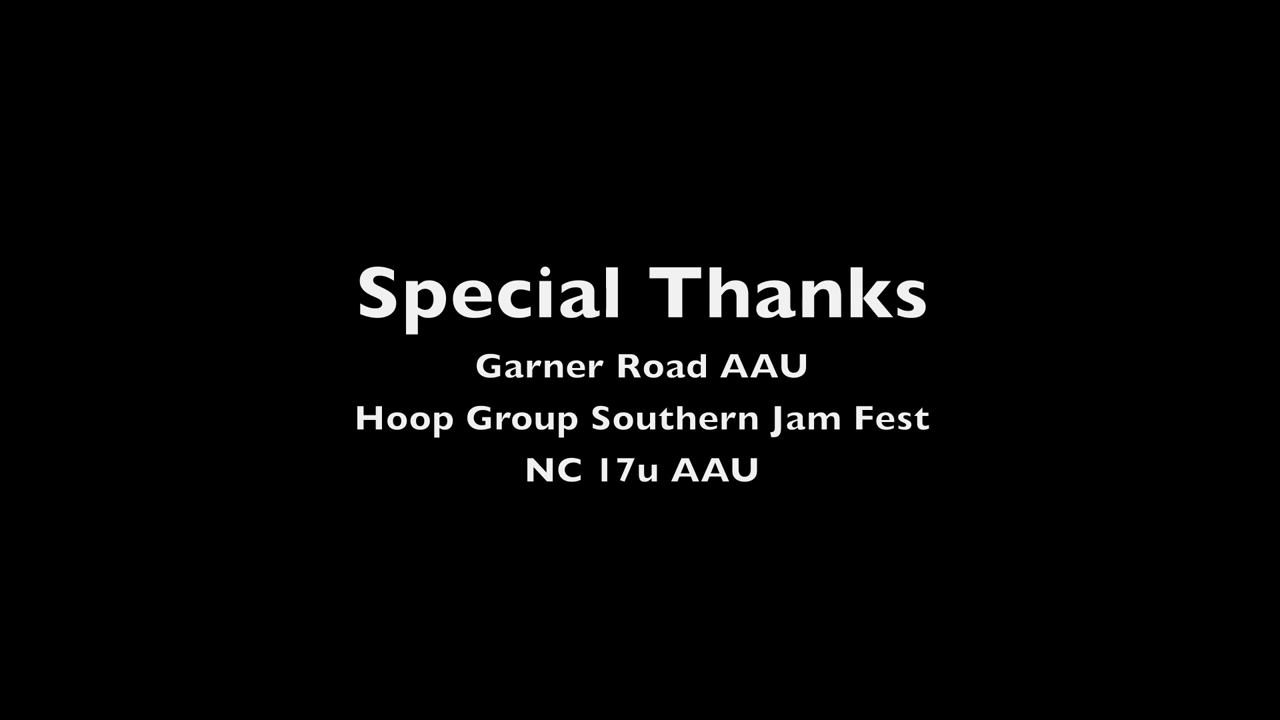 Special Thanks
Garner Road AAU
Hoop Group Southern Jam Fest
NC 17u AAU